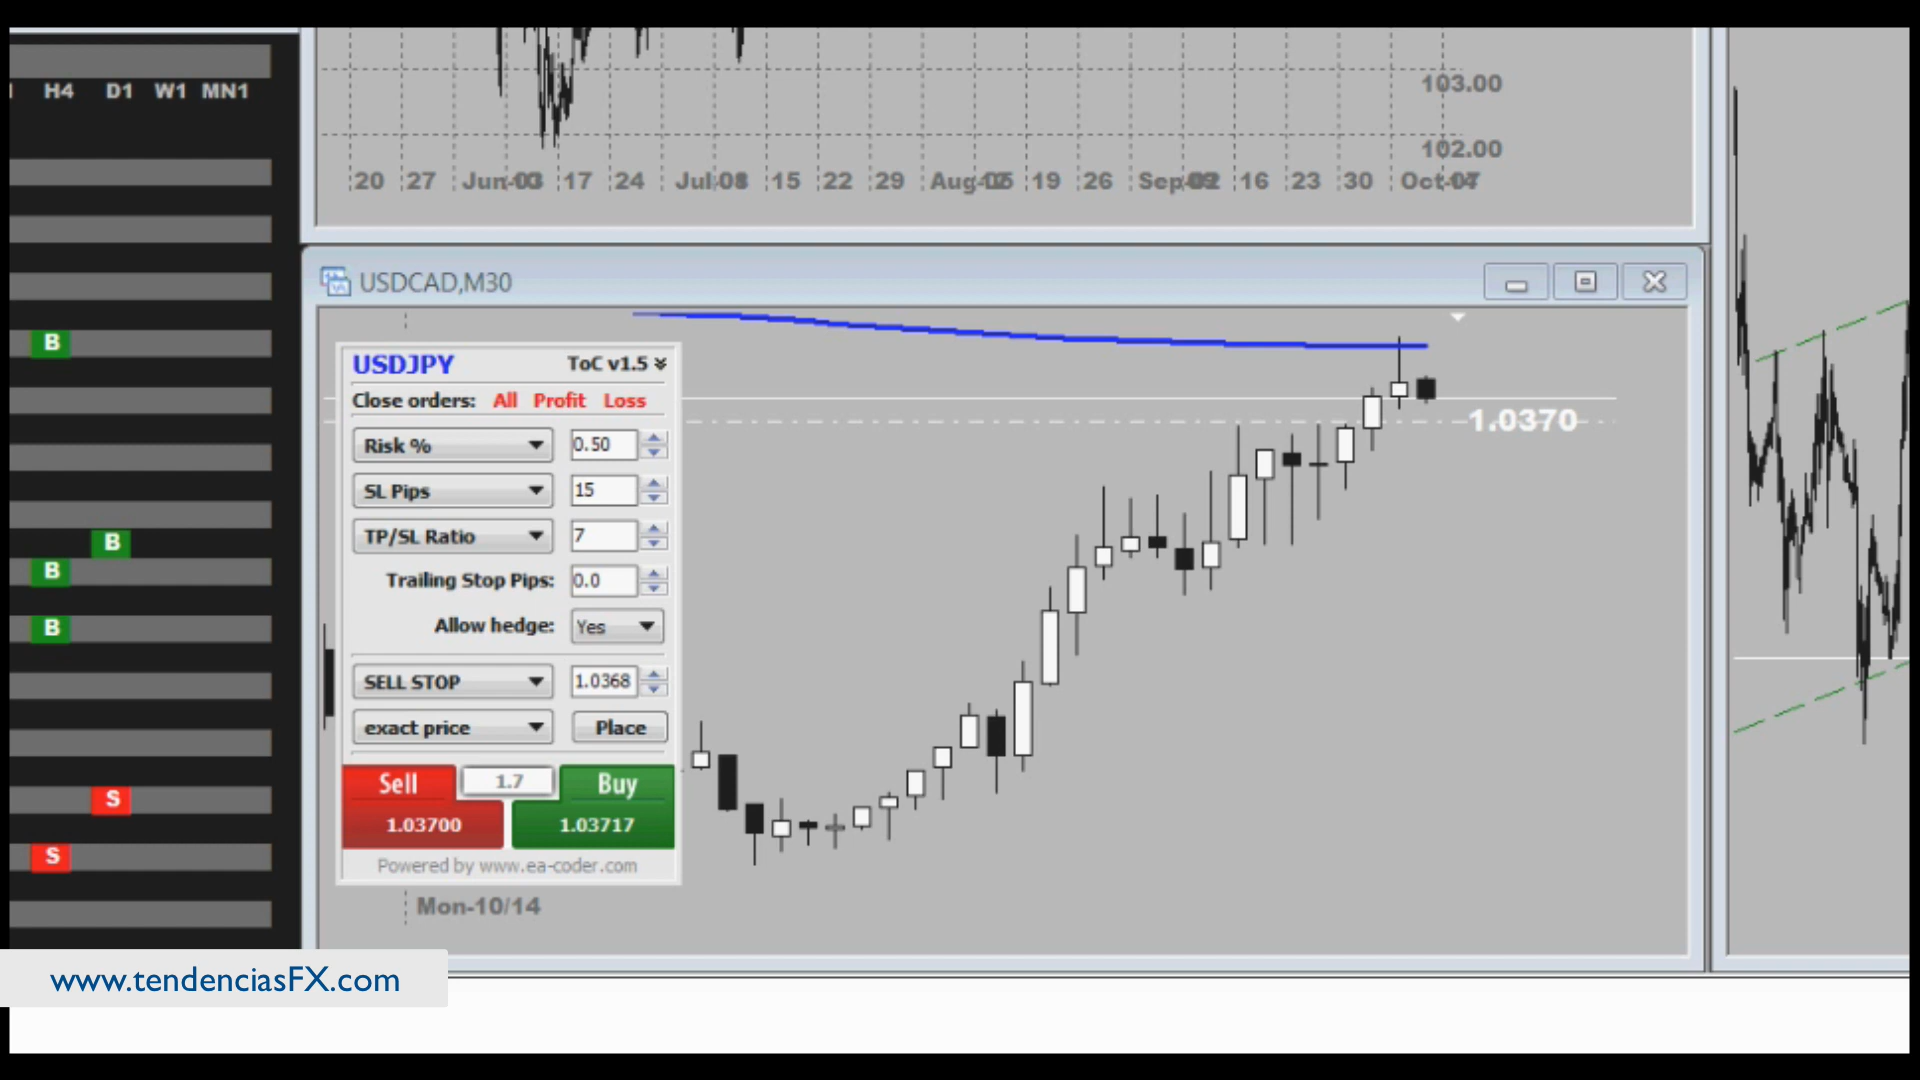 H4 D1 W1 MN1
103.00
102.00
20 27 Jun 17 24 15 22 29 19 26 16 23 30
USDCAD,M30
USDJPY ToC v1.5
Close orders: All Profit Loss
Risk % 0.50
SL Pips 15
TP/SL Ratio 7
Trailing Stop Pips: 0.0
Allow hedge: Yes
SELL STOP 1.0368
exact price Place
Sell 1.7 Buy
1.03700 1.03717
Powered by www.ea-coder.com
1.0370
Mon-10/14
B
B
B
B
S
S
www.tendenciasFX.com